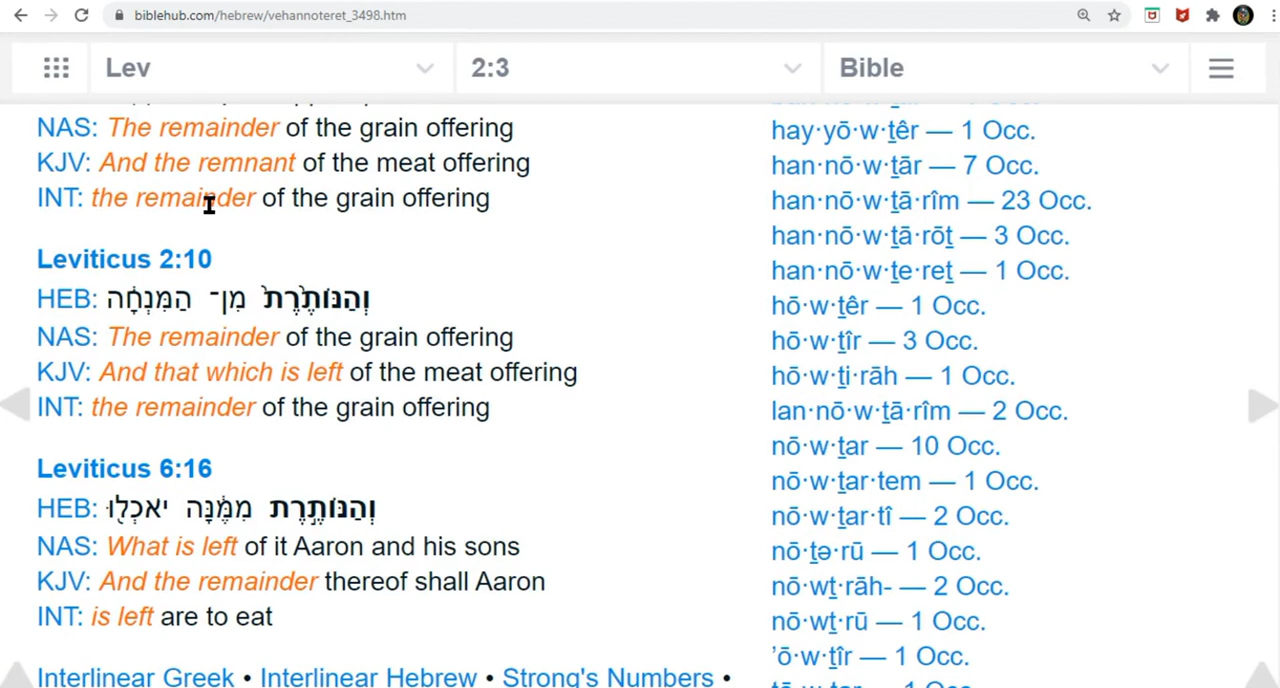 biblehub.com/hebrew/vehannoteret_3498.htm
Lev
2:3
Bible
NAS: The remainder of the grain offering
KJV: And the remnant of the meat offering
INT: the remainder of the grain offering
Leviticus 2:10
HEB: וְהַנּוֹתֶ֙רֶת֙ מִן־ הַמִּנְחָ֔ה
NAS: The remainder of the grain offering
KJV: And that which is left of the meat offering
INT: the remainder of the grain offering
Leviticus 6:16
HEB: וְהַנּוֹתֶ֣רֶת מִמֶּ֔נָּה יֹאכְל֖וּ
NAS: What is left of it Aaron and his sons
KJV: And the remainder thereof shall Aaron
INT: is left are to eat
Interlinear Greek • Interlinear Hebrew • Strong's Numbers •
hay·yō·w·ṯêr — 1 Occ.
han·nō·w·ṯār — 7 Occ.
han·nō·w·ṯā·rîm — 23 Occ.
han·nō·w·ṯā·rōṯ — 3 Occ.
han·nō·w·ṯe·reṯ — 1 Occ.
hō·w·ṯêr — 1 Occ.
hō·w·ṯîr — 3 Occ.
hō·w·ṯi·rāh — 1 Occ.
lan·nō·w·ṯā·rîm — 2 Occ.
nō·w·ṯar — 10 Occ.
nō·w·ṯar·tem — 1 Occ.
nō·w·ṯar·tî — 2 Occ.
nō·ṯə·rū — 1 Occ.
nō·wṯ·rāh- — 2 Occ.
nō·wṯ·rū — 1 Occ.
’ō·w·ṯîr — 1 Occ.